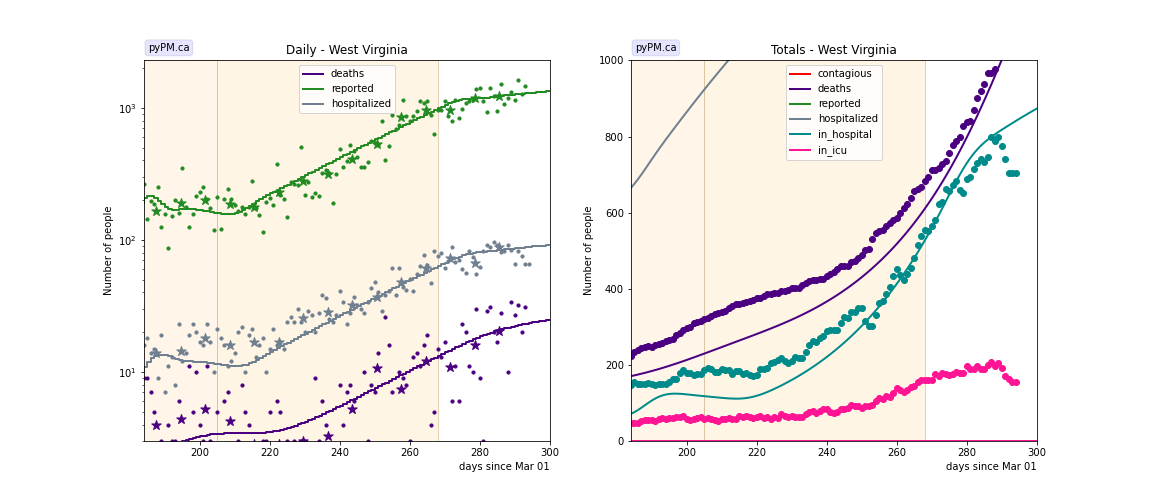 pyPM.ca
Daily - West Virginia
deaths
reported
hospitalized
10³
10²
10¹
Number of people
200
220
240
260
280
300
days since Mar 01
pyPM.ca
Totals - West Virginia
contagious
deaths
reported
hospitalized
in_hospital
in_icu
1000
800
600
400
200
0
Number of people
200
220
240
260
280
300
days since Mar 01